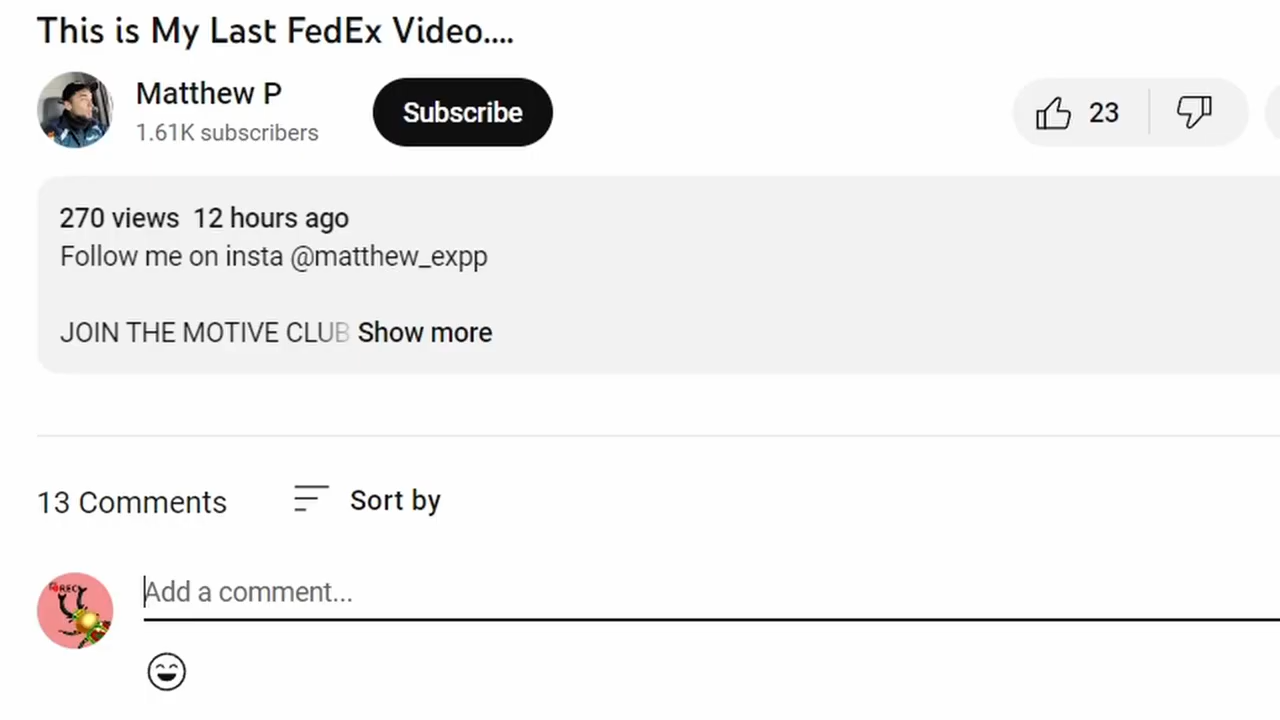 This is My Last FedEx Video....
Matthew P
1.61K subscribers
Subscribe
23
270 views 12 hours ago
Follow me on insta @matthew_expp
JOIN THE MOTIVE CLUB Show more
13 Comments
Sort by
REC
Add a comment...